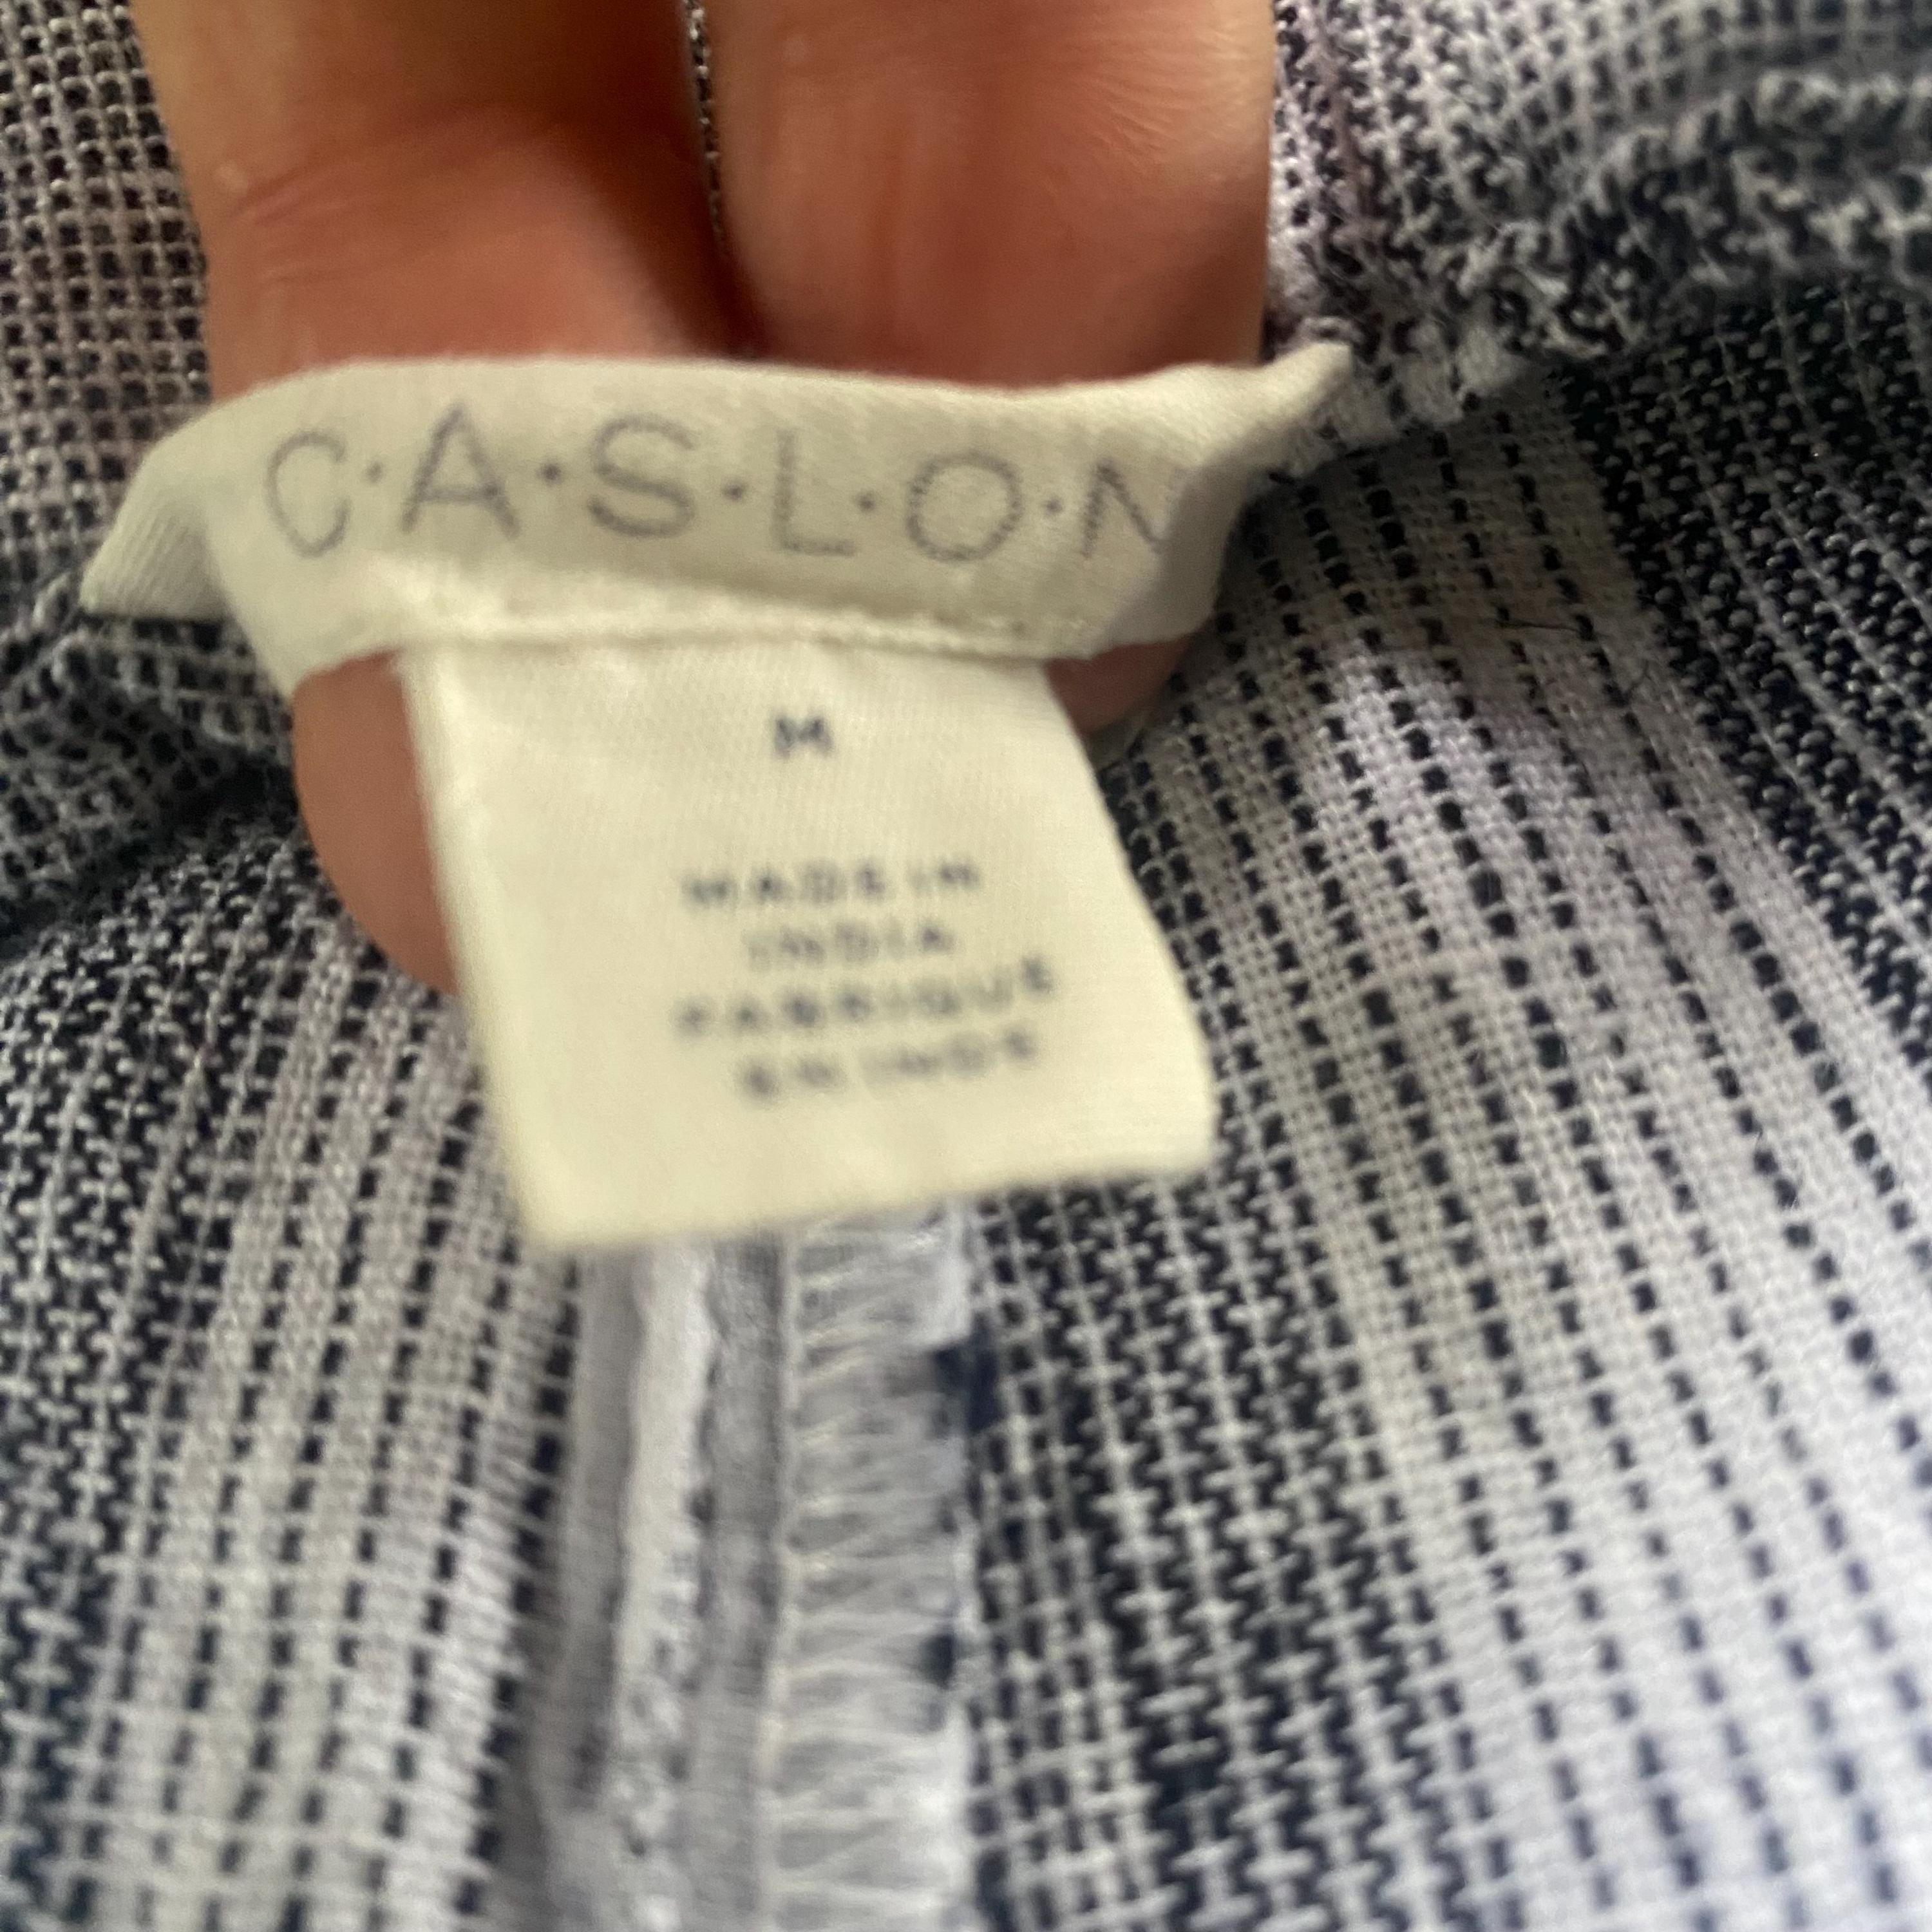 C·A·S·L·O·N
M
MADE IN
INDIA
FABRIQUE
EN INDE